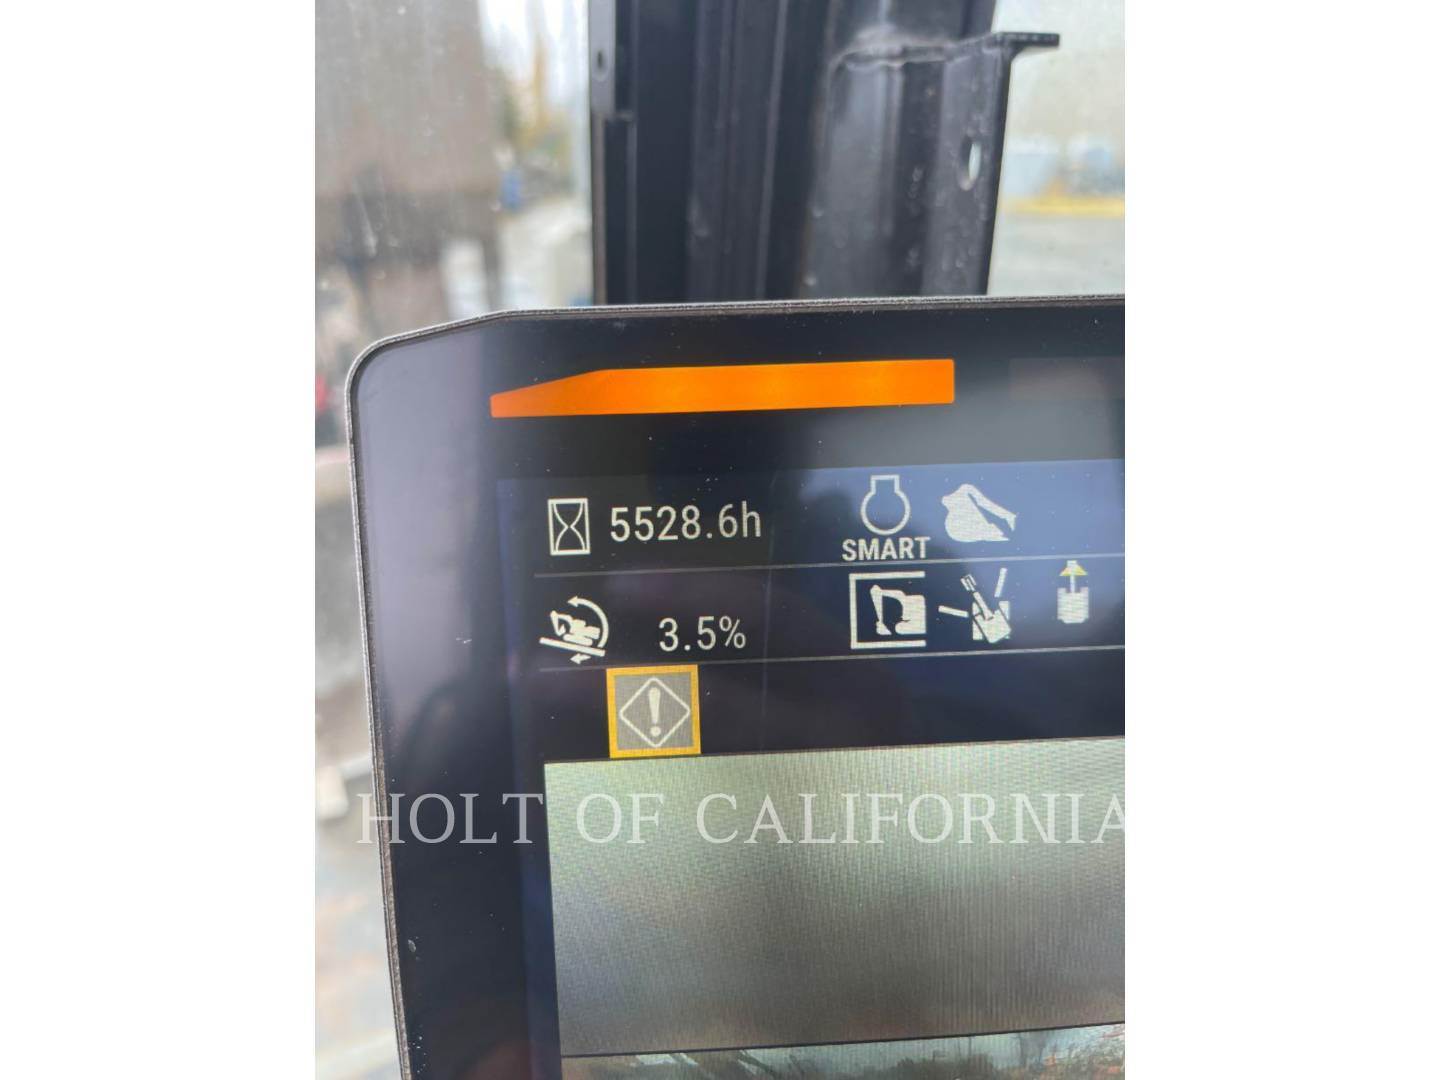 5528.6h
SMART
3.5%
HOLT OF CALIFORNIA